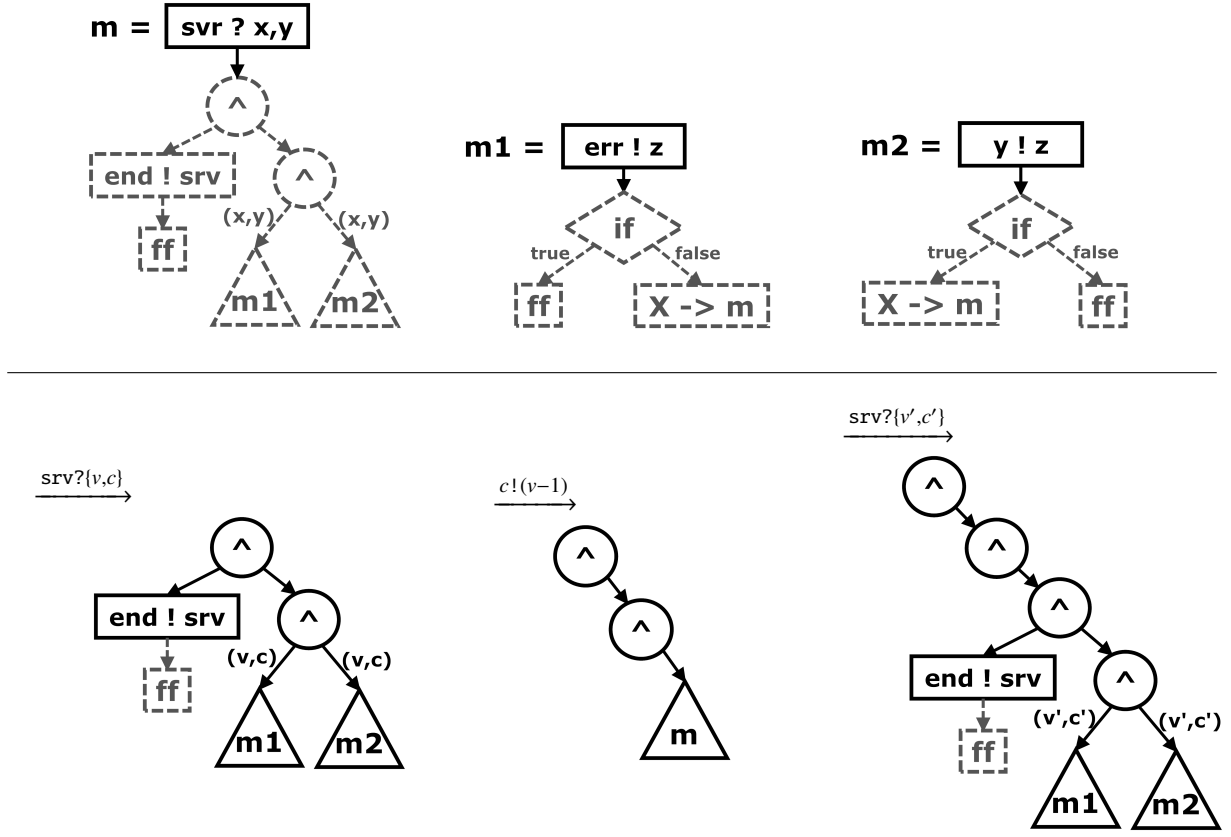 m = svr ? x,y
^
end ! srv
^
(x,y) (x,y)
ff
m1 m2
m1 = err ! z
if
true false
ff X -> m
m2 = y ! z
if
true false
X -> m ff
srv?{v,c}
^
end ! srv
^
(v,c) (v,c)
ff
m1 m2
c!(v−1)
^
^
m
srv?{v′,c′}
^
^
^
end ! srv
^
(v',c') (v',c')
ff
m1 m2